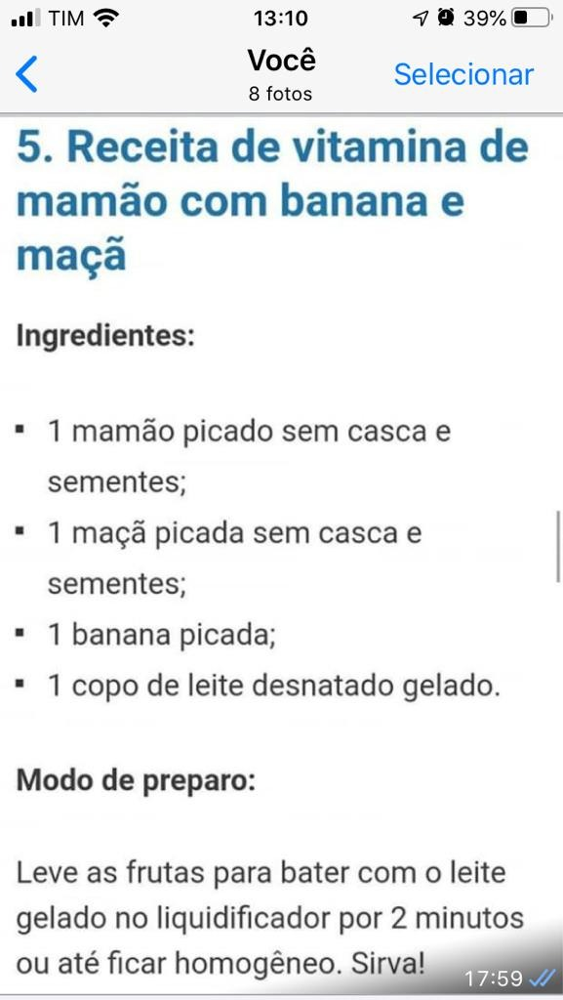 TIM 13:10 39%
Você
8 fotos
Selecionar
5. Receita de vitamina de
mamão com banana e
maçã
Ingredientes:
▪ 1 mamão picado sem casca e
sementes;
▪ 1 maçã picada sem casca e
sementes;
▪ 1 banana picada;
▪ 1 copo de leite desnatado gelado.
Modo de preparo:
Leve as frutas para bater com o leite
gelado no liquidificador por 2 minutos
ou até ficar homogêneo. Sirva!
17:59